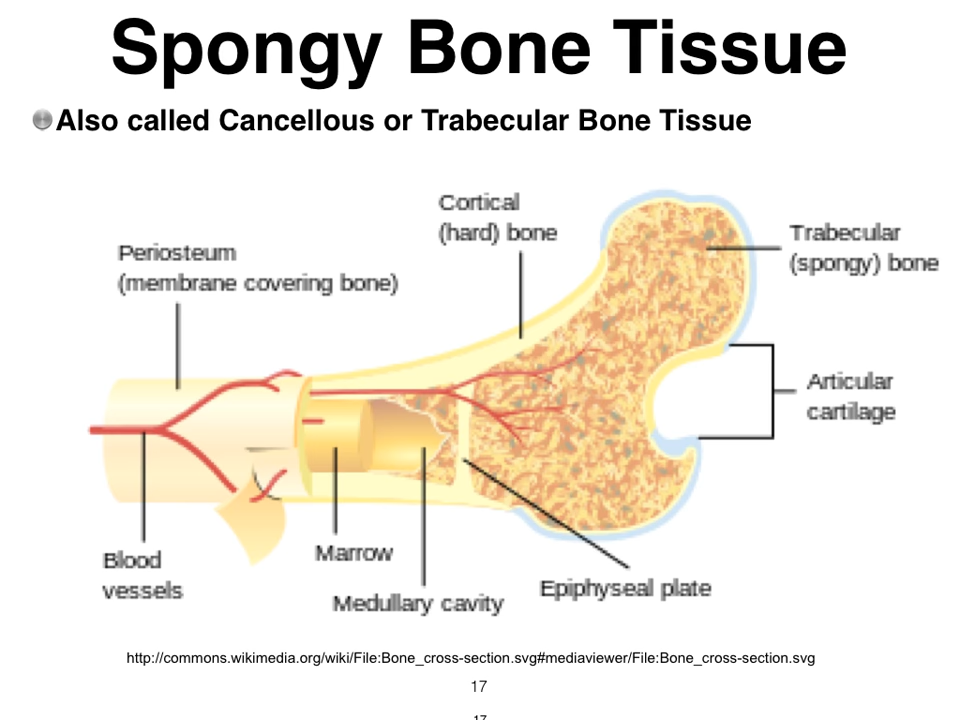 Spongy Bone Tissue
Also called Cancellous or Trabecular Bone Tissue
Cortical
(hard) bone
Trabecular
(spongy) bone
Periosteum
(membrane covering bone)
Articular
cartilage
Blood
vessels
Marrow
Medullary cavity
Epiphyseal plate
http://commons.wikimedia.org/wiki/File:Bone_cross-section.svg#mediaviewer/File:Bone_cross-section.svg
17
17